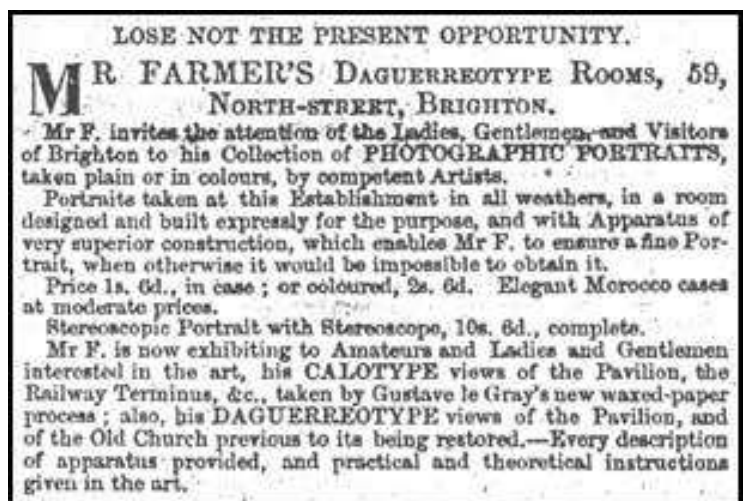 LOSE NOT THE PRESENT OPPORTUNITY.
MR FARMER'S DAGUERREOTYPE ROOMS, 59,
NORTH-STREET, BRIGHTON.
Mr F. invites the attention of the Ladies, Gentlemen, and Visitors
of Brighton to his Collection of PHOTOGRAPHIC PORTRAITS,
taken plain or in colours, by competent Artists.
Portraits taken at this Establishment in all weathers, in a room
designed and built expressly for the purpose, and with Apparatus of
very superior construction, which enables Mr F. to ensure a fine Por-
trait, when otherwise it would be impossible to obtain it.
Price 1s. 6d., in case; or coloured, 2s. 6d. Elegant Morocco cases
at moderate prices.
Stereoscopic Portrait with Stereoscope, 10s. 6d., complete.
Mr F. is now exhibiting to Amateurs and Ladies and Gentlemen
interested in the art, his CALOTYPE views of the Pavilion, the
Railway Terminus, &c., taken by Gustave le Gray's new waxed-paper
process; also, his DAGUERREOTYPE views of the Pavilion, and
of the Old Church previous to its being restored.—Every description
of apparatus provided, and practical and theoretical instructions
given in the art.